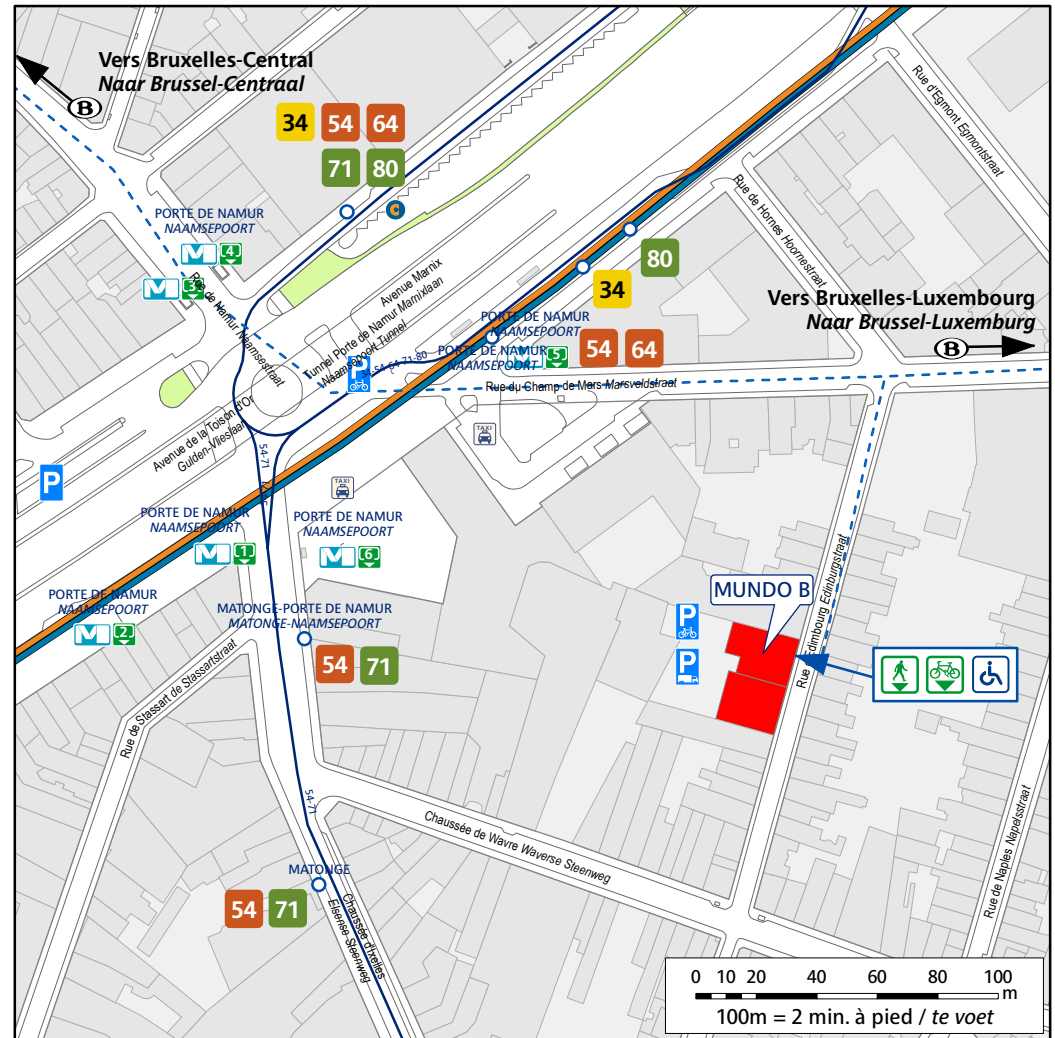 Vers Bruxelles-Central
Naar Brussel-Centraal
B
34 54 64
71 80
PORTE DE NAMUR
NAAMSEPOORT
M 4
M 3
Rue de Namur Naamsestraat
Avenue Marnix
Marnixlaan
Tunnel Porte de Namur
Naamsepoort Tunnel
C
Rue d'Egmont Egmontstraat
Rue de Hornes Hoornestraat
80
34
Vers Bruxelles-Luxembourg
Naar Brussel-Luxemburg
B
PORTE DE NAMUR
NAAMSEPOORT
54 64
PORTE DE NAMUR
NAAMSEPOORT
M 5
34-54-64-71-80
P
Rue du Champ de Mars Marsveldstraat
Avenue de la Toison d'Or
Gulden-Vlieslaan
TAXI
P
TAXI
54-71
PORTE DE NAMUR
NAAMSEPOORT
M 1
PORTE DE NAMUR
NAAMSEPOORT
M 6
PORTE DE NAMUR
NAAMSEPOORT
M 2
MATONGE-PORTE DE NAMUR
MATONGE-NAAMSEPOORT
54 71
Rue de Stassart de Stassartstraat
MUNDO B
P
P
Rue d'Edimbourg Edinburgstraat
54-71
Chaussée de Wavre Waverse Steenweg
Rue de Naples Napelsstraat
MATONGE
54 71
Chaussée d'Ixelles
Elsense Steenweg
0 10 20 40 60 80 100
m
100m = 2 min. à pied / te voet